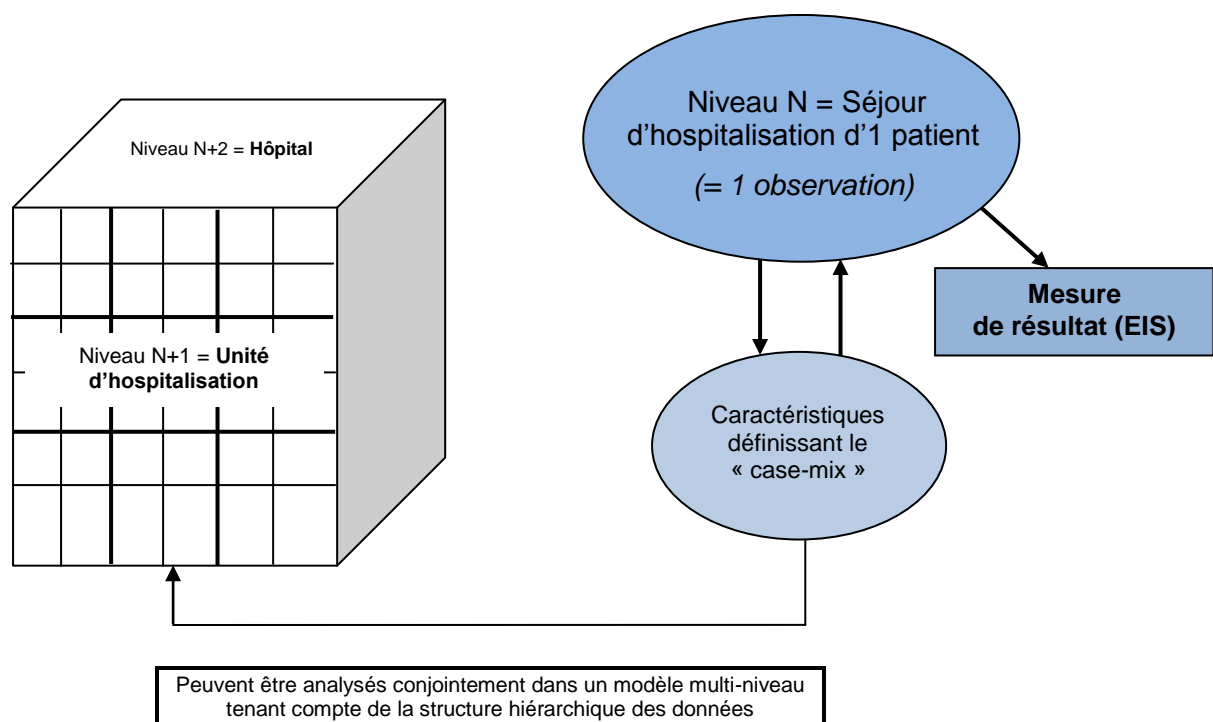 Niveau N+2 = Hôpital
Niveau N+1 = Unité
d'hospitalisation
Niveau N = Séjour
d'hospitalisation d'1 patient
(= 1 observation)
Mesure
de résultat (EIS)
Caractéristiques
définissant le
« case-mix »
Peuvent être analysés conjointement dans un modèle multi-niveau
tenant compte de la structure hiérarchique des données